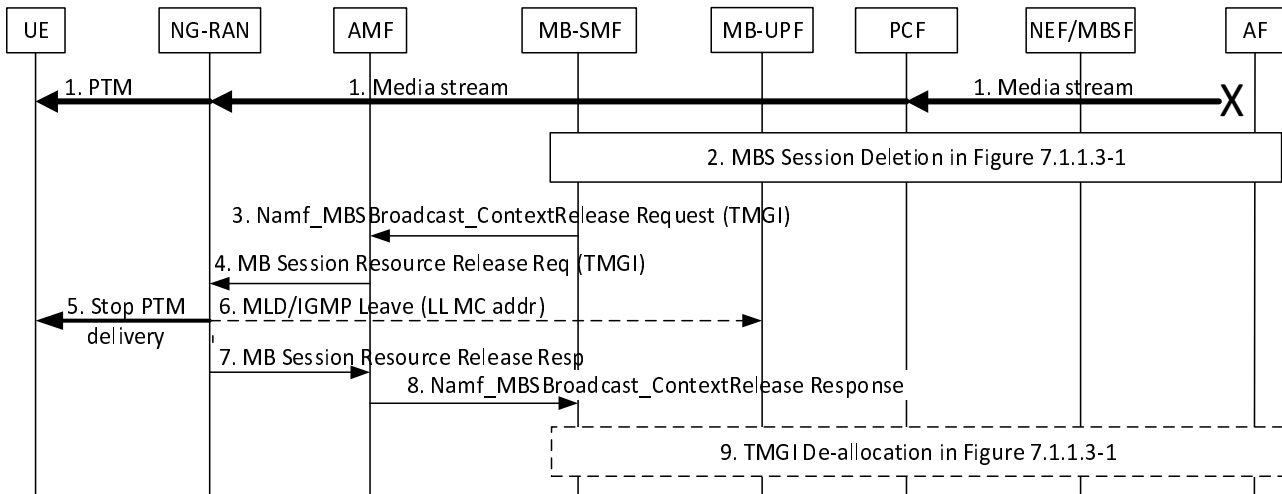 UE NG-RAN AMF MB-SMF MB-UPF PCF NEF/MBSF AF
1. PTM 1. Media stream 1. Media stream
X
2. MBS Session Deletion in Figure 7.1.1.3-1
3. Namf_MBSBroadcast_ContextRelease Request (TMGI)
4. MB Session Resource Release Req (TMGI)
5. Stop PTM 6. MLD/IGMP Leave (LL MC addr)
delivery
7. MB Session Resource Release Resp
8. Namf_MBSBroadcast_ContextRelease Response
9. TMGI De-allocation in Figure 7.1.1.3-1